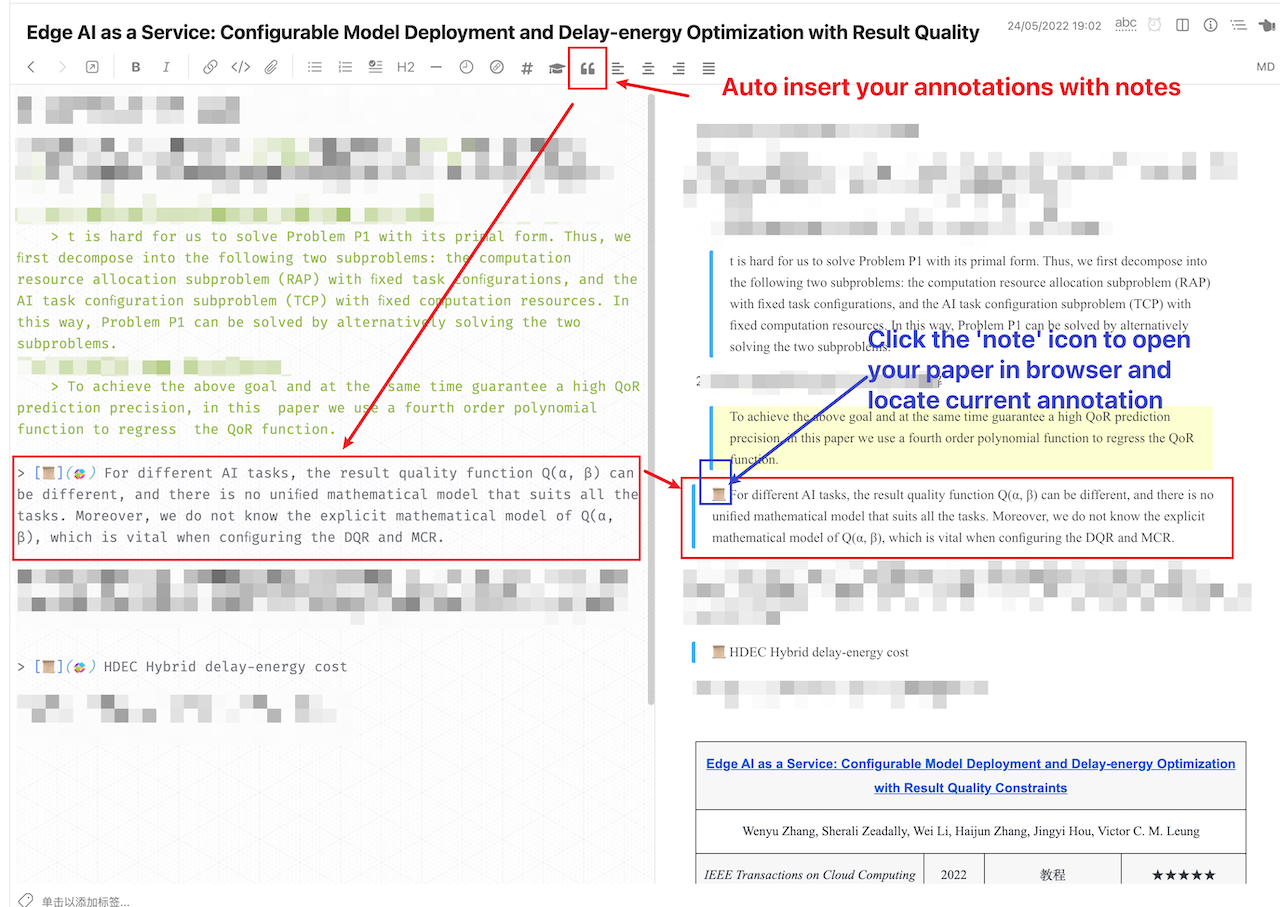 Edge AI as a Service: Configurable Model Deployment and Delay-energy Optimization with Result Quality
24/05/2022 19:02
abc
B I </> H2 #
MD
Auto insert your annotations with notes
> t is hard for us to solve Problem P1 with its primal form. Thus, we
first decompose into the following two subproblems: the computation
resource allocation subproblem (RAP) with fixed task configurations, and the
AI task configuration subproblem (TCP) with fixed computation resources. In
this way, Problem P1 can be solved by alternatively solving the two
subproblems.
> To achieve the above goal and at the same time guarantee a high QoR
prediction precision, in this paper we use a fourth order polynomial
function to regress the QoR function.
> [📜]( ) For different AI tasks, the result quality function Q(α, β) can
be different, and there is no unified mathematical model that suits all the
tasks. Moreover, we do not know the explicit mathematical model of Q(α,
β), which is vital when configuring the DQR and MCR.
> [📜]( ) HDEC Hybrid delay-energy cost
t is hard for us to solve Problem P1 with its primal form. Thus, we first decompose into
the following two subproblems: the computation resource allocation subproblem (RAP)
with fixed task configurations, and the AI task configuration subproblem (TCP) with
fixed computation resources. In this way, Problem P1 can be solved by alternatively
solving the two subproblems.
Click the 'note' icon to open
your paper in browser and
locate current annotation
2
To achieve the above goal and at the same time guarantee a high QoR prediction
precision, in this paper we use a fourth order polynomial function to regress the QoR
function.
📜 For different AI tasks, the result quality function Q(α, β) can be different, and there is no
unified mathematical model that suits all the tasks. Moreover, we do not know the explicit
mathematical model of Q(α, β), which is vital when configuring the DQR and MCR.
📜 HDEC Hybrid delay-energy cost
Edge AI as a Service: Configurable Model Deployment and Delay-energy Optimization
with Result Quality Constraints
Wenyu Zhang, Sherali Zeadally, Wei Li, Haijun Zhang, Jingyi Hou, Victor C. M. Leung
IEEE Transactions on Cloud Computing 2022 教程 ★★★★★
单击以添加标签...